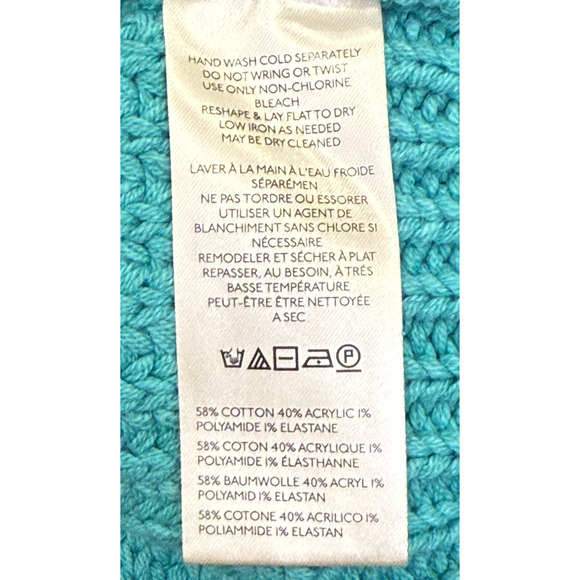 HAND WASH COLD SEPARATELY
DO NOT WRING OR TWIST
USE ONLY NON-CHLORINE
BLEACH
RESHAPE & LAY FLAT TO DRY
LOW IRON AS NEEDED
MAY BE DRY CLEANED
LAVER À LA MAIN À L'EAU FROIDE
SÉPARÉMEN
NE PAS TORDRE OU ESSORER
UTILISER UN AGENT DE
BLANCHIMENT SANS CHLORE SI
NÉCESSAIRE
REMODELER ET SÉCHER À PLAT
REPASSER, AU BESOIN, À TRÉS
BASSE TEMPÉRATURE
PEUT-ÊTRE ÊTRE NETTOYÉE
A SEC
P
58% COTTON 40% ACRYLIC 1%
POLYAMIDE 1% ELASTANE
58% COTON 40% ACRYLIQUE 1%
POLYAMIDE 1% ÉLASTHANNE
58% BAUMWOLLE 40% ACRYL 1%
POLYAMID 1% ELASTAN
58% COTONE 40% ACRILICO 1%
POLIAMMIDE 1% ELASTAN